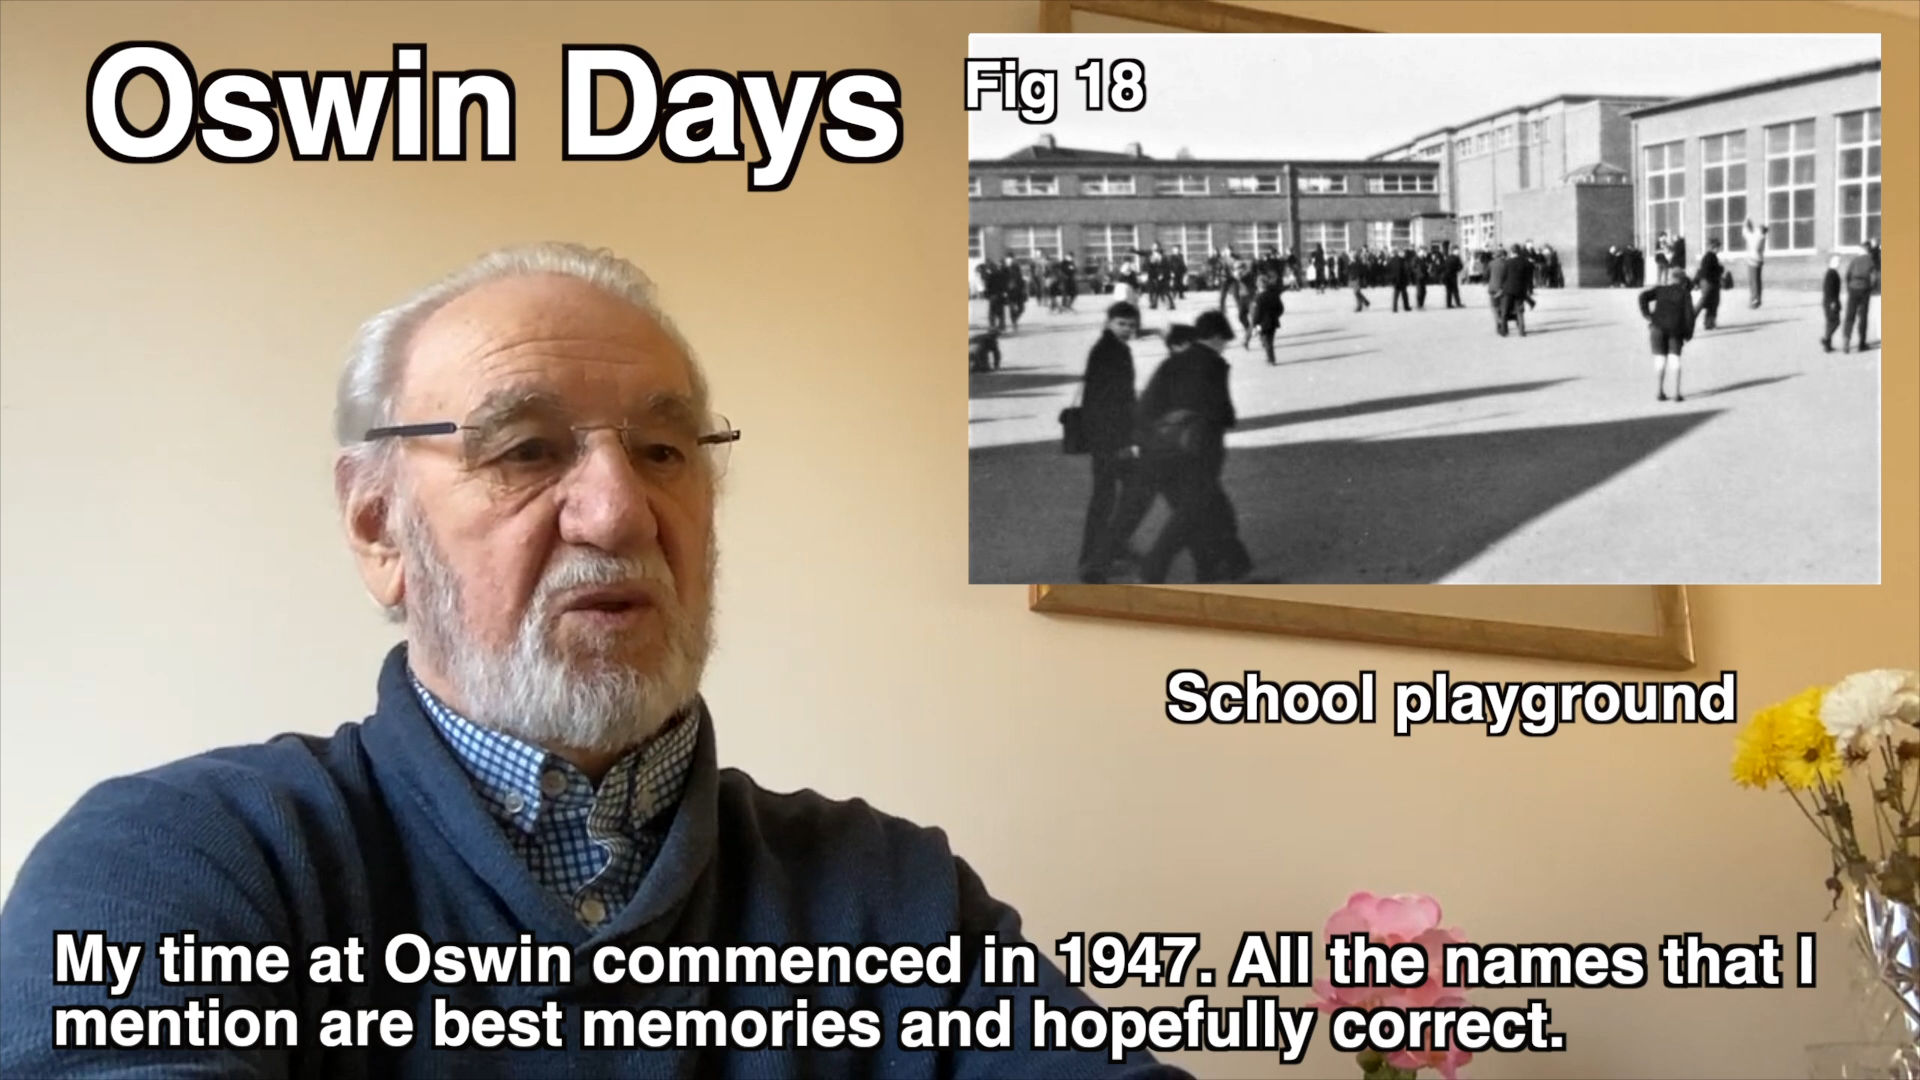 Oswin Days
Fig 18
School playground
My time at Oswin commenced in 1947. All the names that I
mention are best memories and hopefully correct.